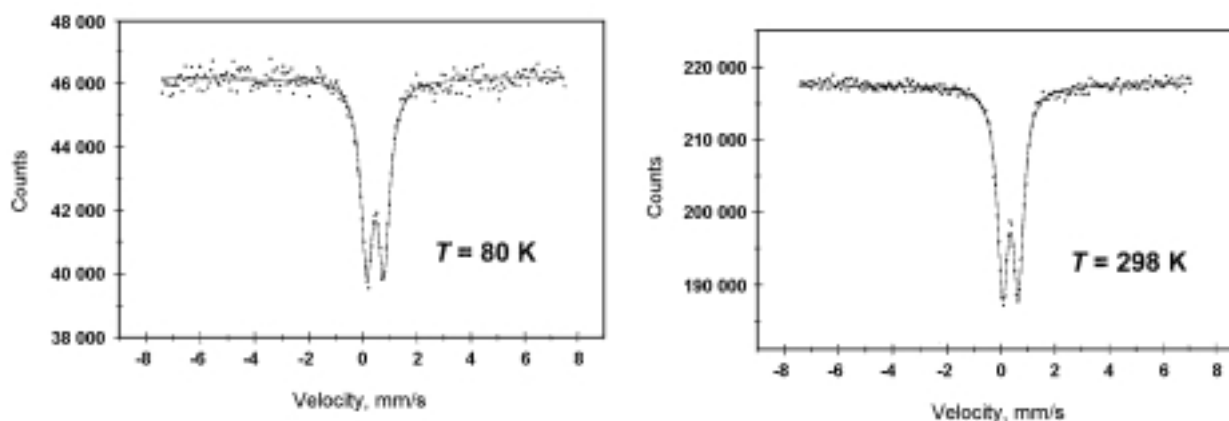 48 000
46 000
44 000
42 000
40 000
38 000
Counts
T = 80 K
-8 -6 -4 -2 0 2 4 6 8
Velocity, mm/s
220 000
210 000
200 000
190 000
Counts
T = 298 K
-8 -6 -4 -2 0 2 4 6 8
Velocity, mm/s